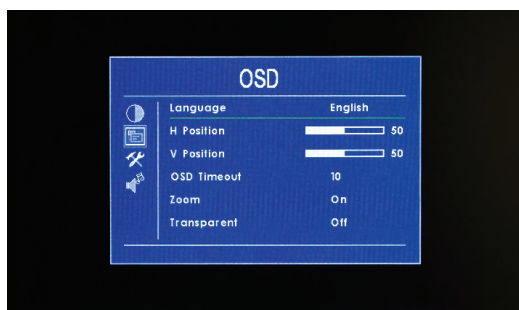 OSD
Language English
H Position 50
V Position 50
OSD Timeout 10
Zoom On
Transparent Off